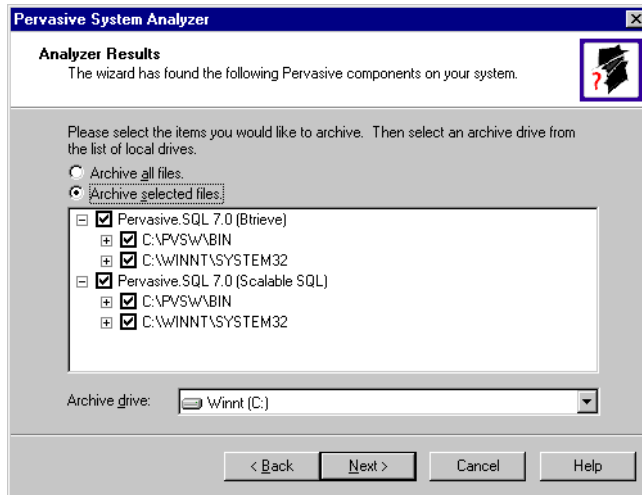 Pervasive System Analyzer
Analyzer Results
The wizard has found the following Pervasive components on your system.
?
Please select the items you would like to archive. Then select an archive drive from
the list of local drives.
Archive all files.
Archive selected files.
Pervasive.SQL 7.0 (Btrieve)
C:\PVSW\BIN
C:\WINNT\SYSTEM32
Pervasive.SQL 7.0 (Scalable SQL)
C:\PVSW\BIN
C:\WINNT\SYSTEM32
Archive drive: Winnt (C:)
< Back Next > Cancel Help